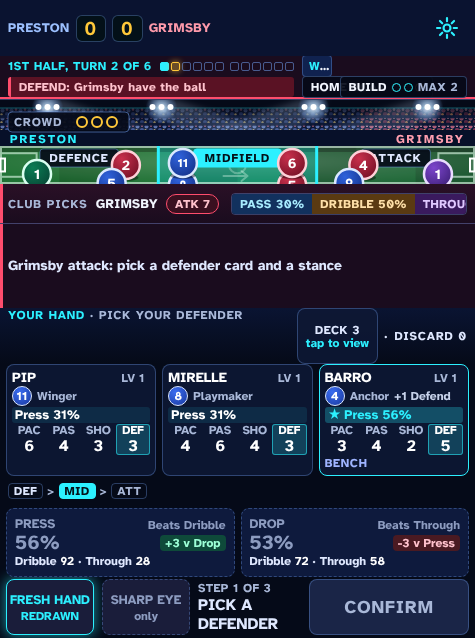 PRESTON 0 0 GRIMSBY
1ST HALF, TURN 2 OF 6 W...
DEFEND: Grimsby have the ball HOM BUILD MAX 2
CROWD
PRESTON GRIMSBY
DEFENCE 2 11 MIDFIELD 6 4 TTACK
1 1
CLUB PICKS GRIMSBY ATK 7 PASS 30% DRIBBLE 50% THROU
Grimsby attack: pick a defender card and a stance
YOUR HAND · PICK YOUR DEFENDER
DECK 3
tap to view
· DISCARD 0
PIP LV 1
11 Winger
Press 31%
PAC PAS SHO DEF
6 4 3 3
MIRELLE LV 1
8 Playmaker
Press 31%
PAC PAS SHO DEF
4 6 4 3
BARRO LV 1
4 Anchor +1 Defend
★ Press 56%
PAC PAS SHO DEF
3 4 2 5
BENCH
DEF > MID > ATT
PRESS Beats Dribble
56% +3 v Drop
Dribble 92 · Through 28
DROP Beats Through
53% -3 v Press
Dribble 72 · Through 58
FRESH HAND
REDRAWN
SHARP EYE
only
STEP 1 OF 3
PICK A
DEFENDER
CONFIRM